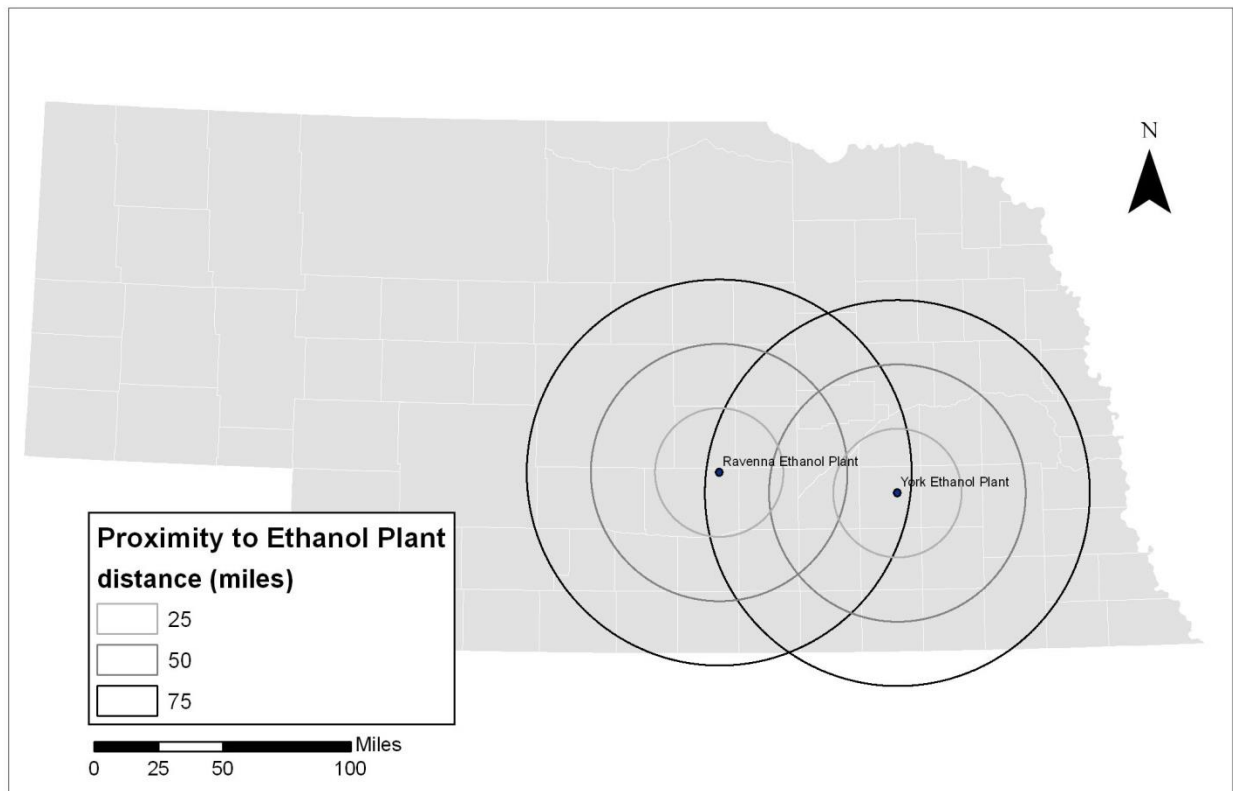 N
Ravenna Ethanol Plant
York Ethanol Plant
Proximity to Ethanol Plant
distance (miles)
25
50
75
Miles
0 25 50 100